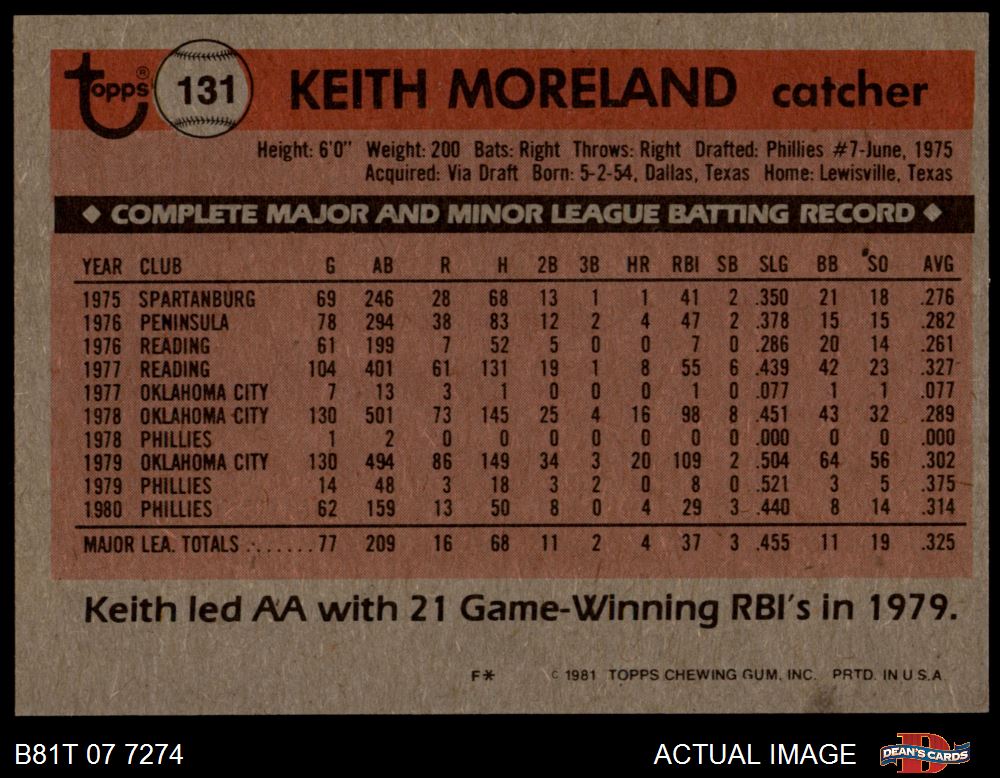 topps® 131 KEITH MORELAND catcher
Height: 6'0" Weight: 200 Bats: Right Throws: Right Drafted: Phillies #7-June, 1975
Acquired: Via Draft Born: 5-2-54, Dallas, Texas Home: Lewisville, Texas
◆ COMPLETE MAJOR AND MINOR LEAGUE BATTING RECORD ◆
YEAR CLUB G AB R H 2B 3B HR RBI SB SLG BB SO AVG
1975 SPARTANBURG 69 246 28 68 13 1 1 41 2 .350 21 18 .276
1976 PENINSULA 78 294 38 83 12 2 4 47 2 .378 15 15 .282
1976 READING 61 199 7 52 5 0 0 7 0 .286 20 14 .261
1977 READING 104 401 61 131 19 1 8 55 6 .439 42 23 .327
1977 OKLAHOMA CITY 7 13 3 1 0 0 0 1 0 .077 1 1 .077
1978 OKLAHOMA CITY 130 501 73 145 25 4 16 98 8 .451 43 32 .289
1978 PHILLIES 1 2 0 0 0 0 0 0 0 .000 0 0 .000
1979 OKLAHOMA CITY 130 494 86 149 34 3 20 109 2 .504 64 56 .302
1979 PHILLIES 14 48 3 18 3 2 0 8 0 .521 3 5 .375
1980 PHILLIES 62 159 13 50 8 0 4 29 3 .440 8 14 .314
MAJOR LEA. TOTALS ........77 209 16 68 11 2 4 37 3 .455 11 19 .325
Keith led AA with 21 Game-Winning RBI's in 1979.
F* © 1981 TOPPS CHEWING GUM, INC. PRTD. IN U.S.A.
B81T 07 7274 ACTUAL IMAGE D DEAN'S CARDS